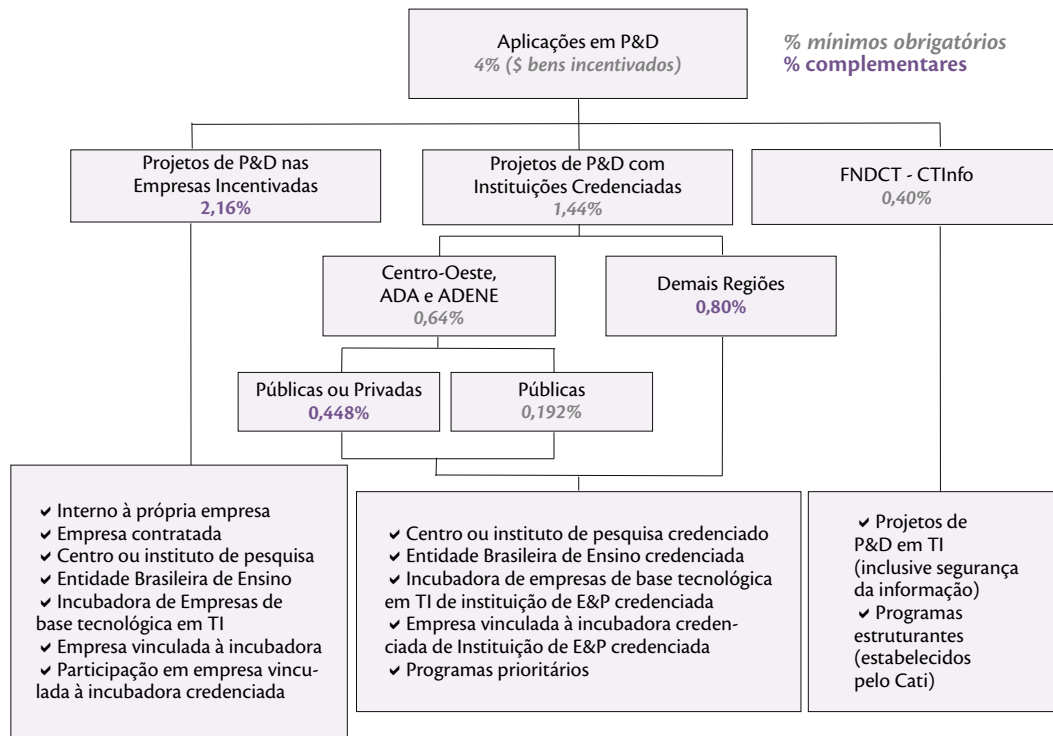 Aplicações em P&D
4% ($ bens incentivados)
% mínimos obrigatórios
% complementares
Projetos de P&D nas
Empresas Incentivadas
2,16%
Projetos de P&D com
Instituições Credenciadas
1,44%
FNDCT - CTInfo
0,40%
Centro-Oeste,
ADA e ADENE
0,64%
Demais Regiões
0,80%
Públicas ou Privadas
0,448%
Públicas
0,192%
✔ Interno à própria empresa
✔ Empresa contratada
✔ Centro ou instituto de pesquisa
✔ Entidade Brasileira de Ensino
✔ Incubadora de Empresas de
base tecnológica em TI
✔ Empresa vinculada à incubadora
✔ Participação em empresa vincu-
lada à incubadora credenciada
✔ Centro ou instituto de pesquisa credenciado
✔ Entidade Brasileira de Ensino credenciada
✔ Incubadora de empresas de base tecnológica
em TI de instituição de E&P credenciada
✔ Empresa vinculada à incubadora creden-
ciada de Instituição de E&P credenciada
✔ Programas prioritários
✔ Projetos de
P&D em TI
(inclusive segurança
da informação)
✔ Programas
estruturantes
(estabelecidos
pelo Cati)